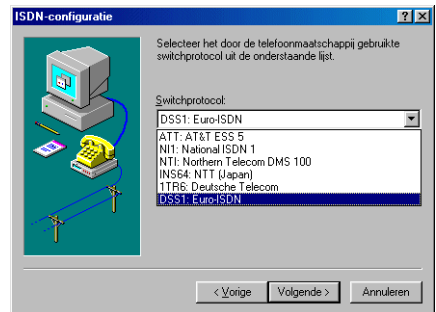 ISDN-configuratie
Selecteer het door de telefoonmaatschappij gebruikte
switchprotocol uit de onderstaande lijst.
Switchprotocol:
DSS1: Euro-ISDN
ATT: AT&T ESS 5
NI1: National ISDN 1
NTI: Northern Telecom DMS 100
INS64: NTT (Japan)
1TR6: Deutsche Telecom
DSS1: Euro-ISDN
< Vorige
Volgende >
Annuleren